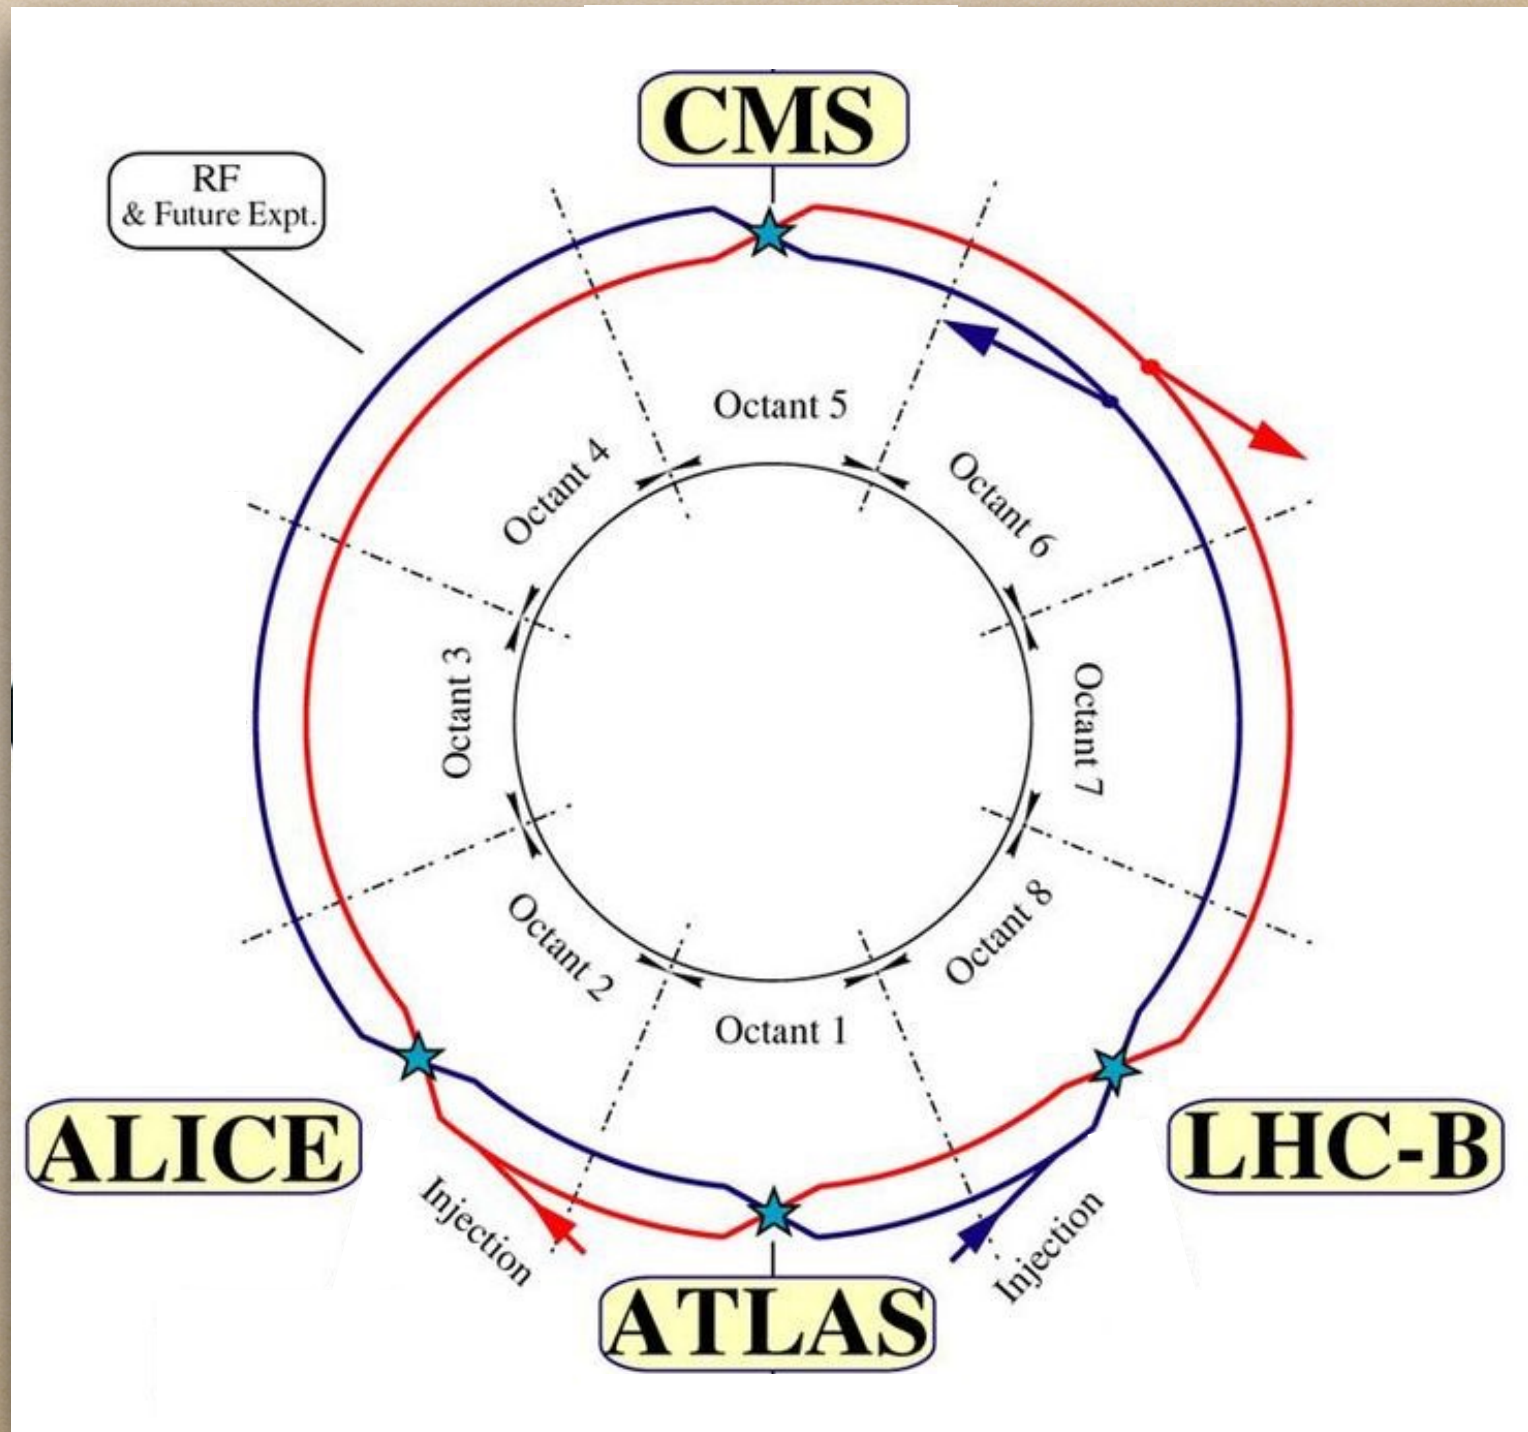 CMS
RF
& Future Expt.
Octant 5
Octant 4
Octant 6
Octant 3
Octant 7
Octant 2
Octant 8
Octant 1
ALICE
LHC-B
Injection
Injection
ATLAS